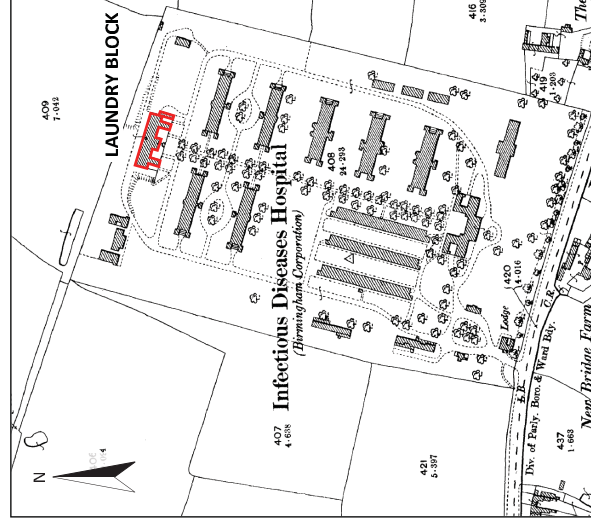 416
3·309
The
LAUNDRY BLOCK
409
7·042
419
·203
408
24·293
Infectious Diseases Hospital
(Birmingham Corporation)
420
4·016
C.R.
Lodge
407
4·638
N
421
5·397
Div. of Parly. Boro. & Ward Bdy.
New Bridge Farm
437
1·663